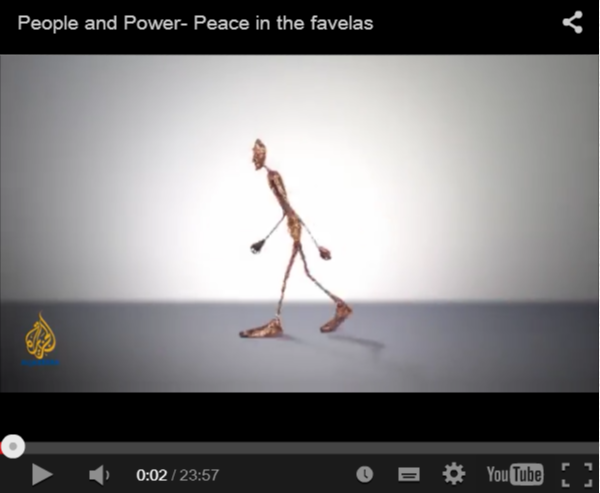 People and Power- Peace in the favelas
0:02 / 23:57
YouTube